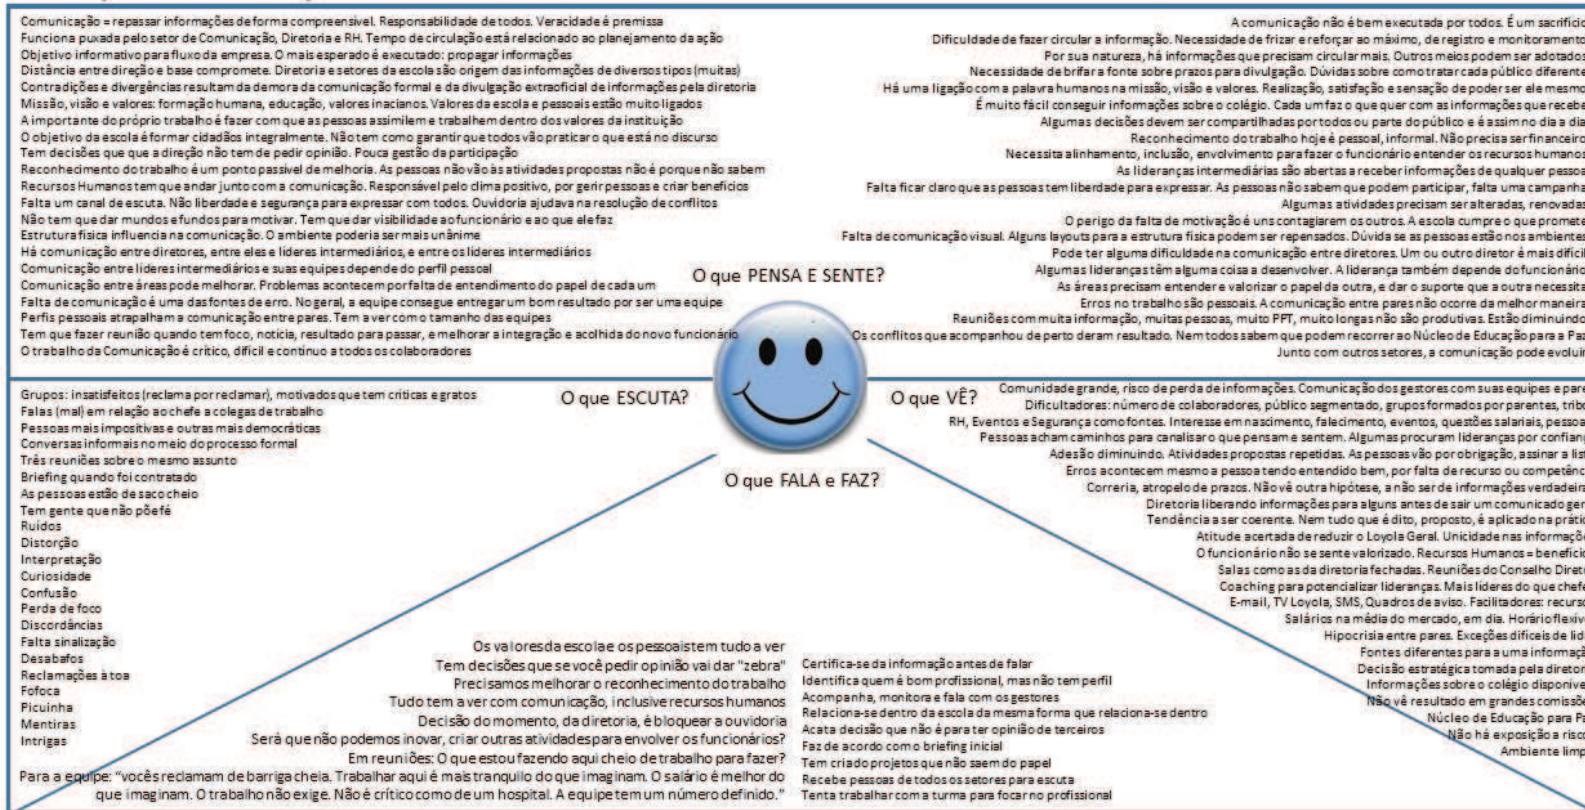 Comunicação = repassar informações de forma compreensível. Responsabilidade de todos. Veracidade é premissa
Funciona puxada pelo setor de Comunicação, Diretoria e RH. Tempo de circulação está relacionado ao planejamento da ação
Objetivo informativo para fluxo da empresa. O mais esperado é executado: propagar informações
Distância entre direção e base compromete. Diretoria e setores da escola são origem das informações de diversos tipos (muitas)
Contradições e divergências resultam da demora da comunicação formal e da divulgação extraoficial de informações pela diretoria
Missão, visão e valores: formação humana, educação, valores inacianos. Valores da escola e pessoais estão muito ligados
A importante do próprio trabalho é fazer com que as pessoas assimilem e trabalhem dentro dos valores da instituição
O objetivo da escola é formar cidadãos integralmente. Não tem como garantir que todos vão praticar o que está no discurso
Tem decisões que que a direção não tem de pedir opinião. Pouca gestão da participação
Reconhecimento do trabalho é um ponto passível de melhoria. As pessoas não vão às atividades propostas não é porque não sabem
Recursos Humanos tem que andar junto com a comunicação. Responsável pelo clima positivo, por gerir pessoas e criar benefícios
Falta um canal de escuta. Não liberdade e segurança para expressar com todos. Ouvidoria ajudava na resolução de conflitos
Não tem que dar mundos e fundos para motivar. Tem que dar visibilidade ao funcionário e ao que ele faz
Estrutura física influencia na comunicação. O ambiente poderia ser mais unânime
Há comunicação entre diretores, entre eles e líderes intermediários, e entre os líderes intermediários
Comunicação entre líderes intermediários e suas equipes depende do perfil pessoal
Comunicação entre áreas pode melhorar. Problemas acontecem por falta de entendimento do papel de cada um
Falta de comunicação é uma das fontes de erro. No geral, a equipe consegue entregar um bom resultado por ser uma equipe
Perfis pessoais atrapalham a comunicação entre pares. Tem a ver com o tamanho das equipes
Tem que fazer reunião quando tem foco, notícia, resultado para passar, e melhorar a integração e acolhida do novo funcionário
O trabalho da Comunicação é crítico, difícil e contínuo a todos os colaboradores
A comunicação não é bem executada por todos. É um sacrifício
Dificuldade de fazer circular a informação. Necessidade de frizar e reforçar ao máximo, de registro e monitoramento
Por sua natureza, há informações que precisam circular mais. Outros meios podem ser adotados
Necessidade de brifar a fonte sobre prazos para divulgação. Dúvidas sobre como tratar cada público diferente
Há uma ligação com a palavra humanos na missão, visão e valores. Realização, satisfação e sensação de poder ser ele mesmo
É muito fácil conseguir informações sobre o colégio. Cada um faz o que quer com as informações que recebe
Algumas decisões devem ser compartilhadas por todos ou parte do público e é assim no dia a dia
Reconhecimento do trabalho hoje é pessoal, informal. Não precisa ser financeiro
Necessita alinhamento, inclusão, envolvimento para fazer o funcionário entender os recursos humanos
As lideranças intermediárias são abertas a receber informações de qualquer pessoa
Falta ficar claro que as pessoas tem liberdade para expressar. As pessoas não sabem que podem participar, falta uma campanha
Algumas atividades precisam ser alteradas, renovadas
O perigo da falta de motivação é uns contagiarem os outros. A escola cumpre o que promete
Falta de comunicação visual. Alguns layouts para a estrutura física podem ser repensados. Dúvida se as pessoas estão nos ambientes
Pode ter alguma dificuldade na comunicação entre diretores. Um ou outro diretor é mais difícil
Algumas lideranças têm alguma coisa a desenvolver. A liderança também depende do funcionário
As áreas precisam entender e valorizar o papel da outra, e dar o suporte que a outra necessita
Erros no trabalho são pessoais. A comunicação entre pares não ocorre da melhor maneira
Reuniões com muita informação, muitas pessoas, muito PPT, muito longas não são produtivas. Estão diminuindo
Os conflitos que acompanhou de perto deram resultado. Nem todos sabem que podem recorrer ao Núcleo de Educação para a Paz
Junto com outros setores, a comunicação pode evoluir
O que PENSA E SENTE?
O que ESCUTA?
Grupos: insatisfeitos (reclama por reclamar), motivados que tem críticas e gratos
Falas (mal) em relação ao chefe a colegas de trabalho
Pessoas mais impositivas e outras mais democráticas
Conversas informais no meio do processo formal
Três reuniões sobre o mesmo assunto
Briefing quando foi contratado
As pessoas estão de saco cheio
Tem gente que não põe fé
Ruídos
Distorção
Interpretação
Curiosidade
Confusão
Perda de foco
Discordâncias
Falta sinalização
Desabafos
Reclamações à toa
Fofoca
Picuinha
Mentiras
Intrigas
O que VÊ?
Comunidade grande, risco de perda de informações. Comunicação dos gestores com suas equipes e pare
Dificultadores: número de colaboradores, público segmentado, grupos formados por parentes, tribo
RH, Eventos e Segurança como fontes. Interesse em nascimento, falecimento, eventos, questões salariais, pessoa
Pessoas acham caminhos para canalisar o que pensam e sentem. Algumas procuram lideranças por confianç
Adesão diminuindo. Atividades propostas repetidas. As pessoas vão por obrigação, assinar a list
Erros acontecem mesmo a pessoa tendo entendido bem, por falta de recurso ou competênc
Correria, atropelo de prazos. Não vê outra hipótese, a não ser de informações verdadeira
Diretoria liberando informações para alguns antes de sair um comunicado ger
Tendência a ser coerente. Nem tudo que é dito, proposto, é aplicado na prátic
Atitude acertada de reduzir o Loyola Geral. Unicidade nas informaçõ
O funcionário não se sente valorizado. Recursos Humanos = benefíci
Salas como as da diretoria fechadas. Reuniões do Conselho Direto
Coaching para potencializar lideranças. Mais líderes do que chefe
E-mail, TV Loyola, SMS, Quadros de aviso. Facilitadores: recurso
Salários na média do mercado, em dia. Horário flexíve
Hipocrisia entre pares. Exceções difíceis de lid
Fontes diferentes para a uma informaçã
Decisão estratégica tomada pela diretor
Informações sobre o colégio disponíve
Não vê resultado em grandes comissõe
Núcleo de Educação para Pa
Não há exposição a risco
Ambiente limp
O que FALA e FAZ?
Os valores da escola e os pessoais tem tudo a ver
Tem decisões que se você pedir opinião vai dar "zebra"
Precisamos melhorar o reconhecimento do trabalho
Tudo tem a ver com comunicação, inclusive recursos humanos
Decisão do momento, da diretoria, é bloquear a ouvidoria
Será que não podemos inovar, criar outras atividades para envolver os funcionários?
Em reuniões: O que estou fazendo aqui cheio de trabalho para fazer?
Para a equipe: “vocês reclamam de barriga cheia. Trabalhar aqui é mais tranquilo do que imaginam. O salário é melhor do
que imaginam. O trabalho não exige. Não é crítico como de um hospital. A equipe tem um número definido.”
Certifica-se da informação antes de falar
Identifica quem é bom profissional, mas não tem perfil
Acompanha, monitora e fala com os gestores
Relaciona-se dentro da escola da mesma forma que relaciona-se dentro
Acata decisão que não é para ter opinião de terceiros
Faz de acordo com o briefing inicial
Tem criado projetos que não saem do papel
Recebe pessoas de todos os setores para escuta
Tenta trabalhar com a turma para focar no profissional